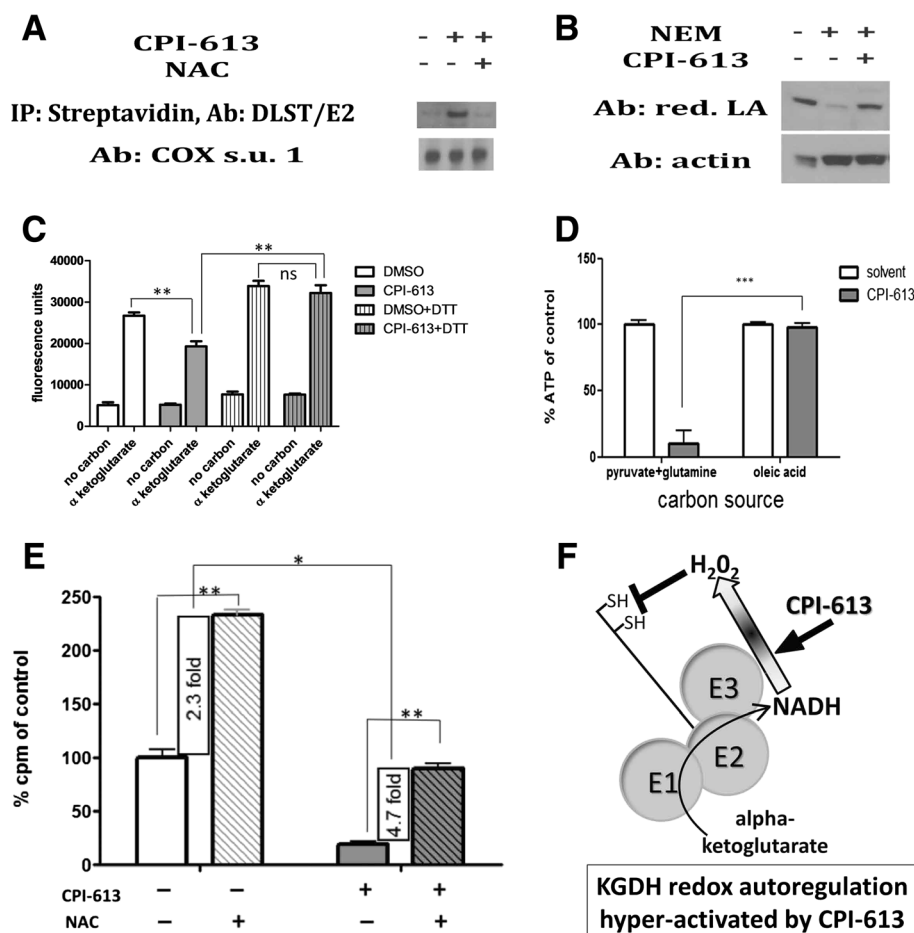 A
CPI-613 - + +
NAC - - +
IP: Streptavidin, Ab: DLST/E2
Ab: COX s.u. 1
B
NEM - + +
CPI-613 - - +
Ab: red. LA
Ab: actin
C
fluorescence units
40000
30000
20000
10000
0
**
**
ns
DMSO
CPI-613
DMSO+DTT
CPI-613+DTT
no carbon
α ketoglutarate
no carbon
α ketoglutarate
no carbon
α ketoglutarate
no carbon
α ketoglutarate
D
% ATP of control
150
100
50
0
***
solvent
CPI-613
pyruvate+glutamine
oleic acid
carbon source
E
% cpm of control
250
200
150
100
50
0
*
**
2.3 fold
**
4.7 fold
CPI-613 – – + +
NAC – + – +
F
H₂0₂
SH
SH
CPI-613
E3
NADH
E2
E1
alpha-
ketoglutarate
KGDH redox autoregulation
hyper-activated by CPI-613